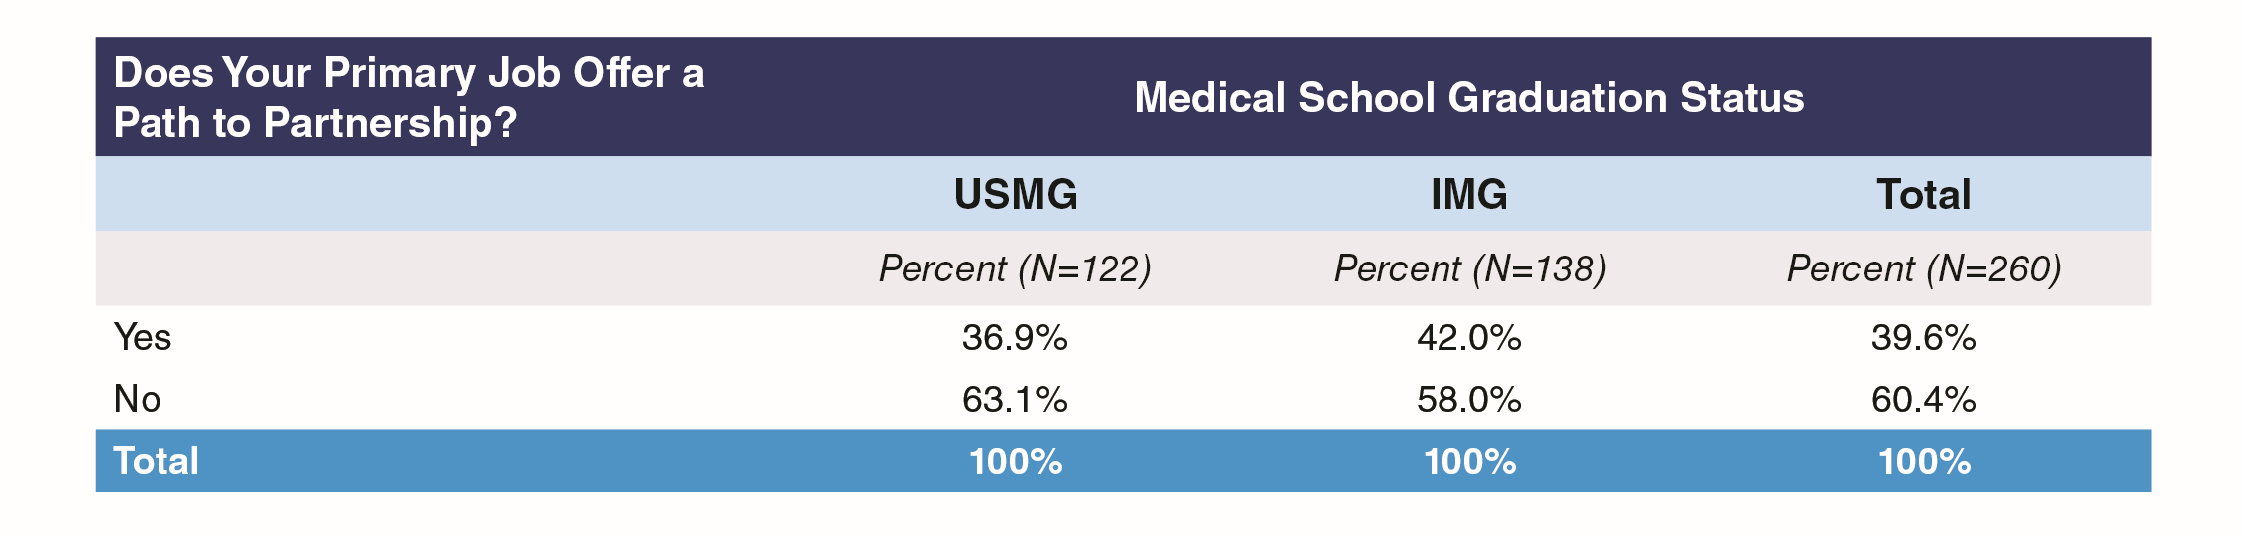 Does Your Primary Job Offer a
Path to Partnership?
Medical School Graduation Status
USMG IMG Total
Percent (N=122) Percent (N=138) Percent (N=260)
Yes 36.9% 42.0% 39.6%
No 63.1% 58.0% 60.4%
Total 100% 100% 100%